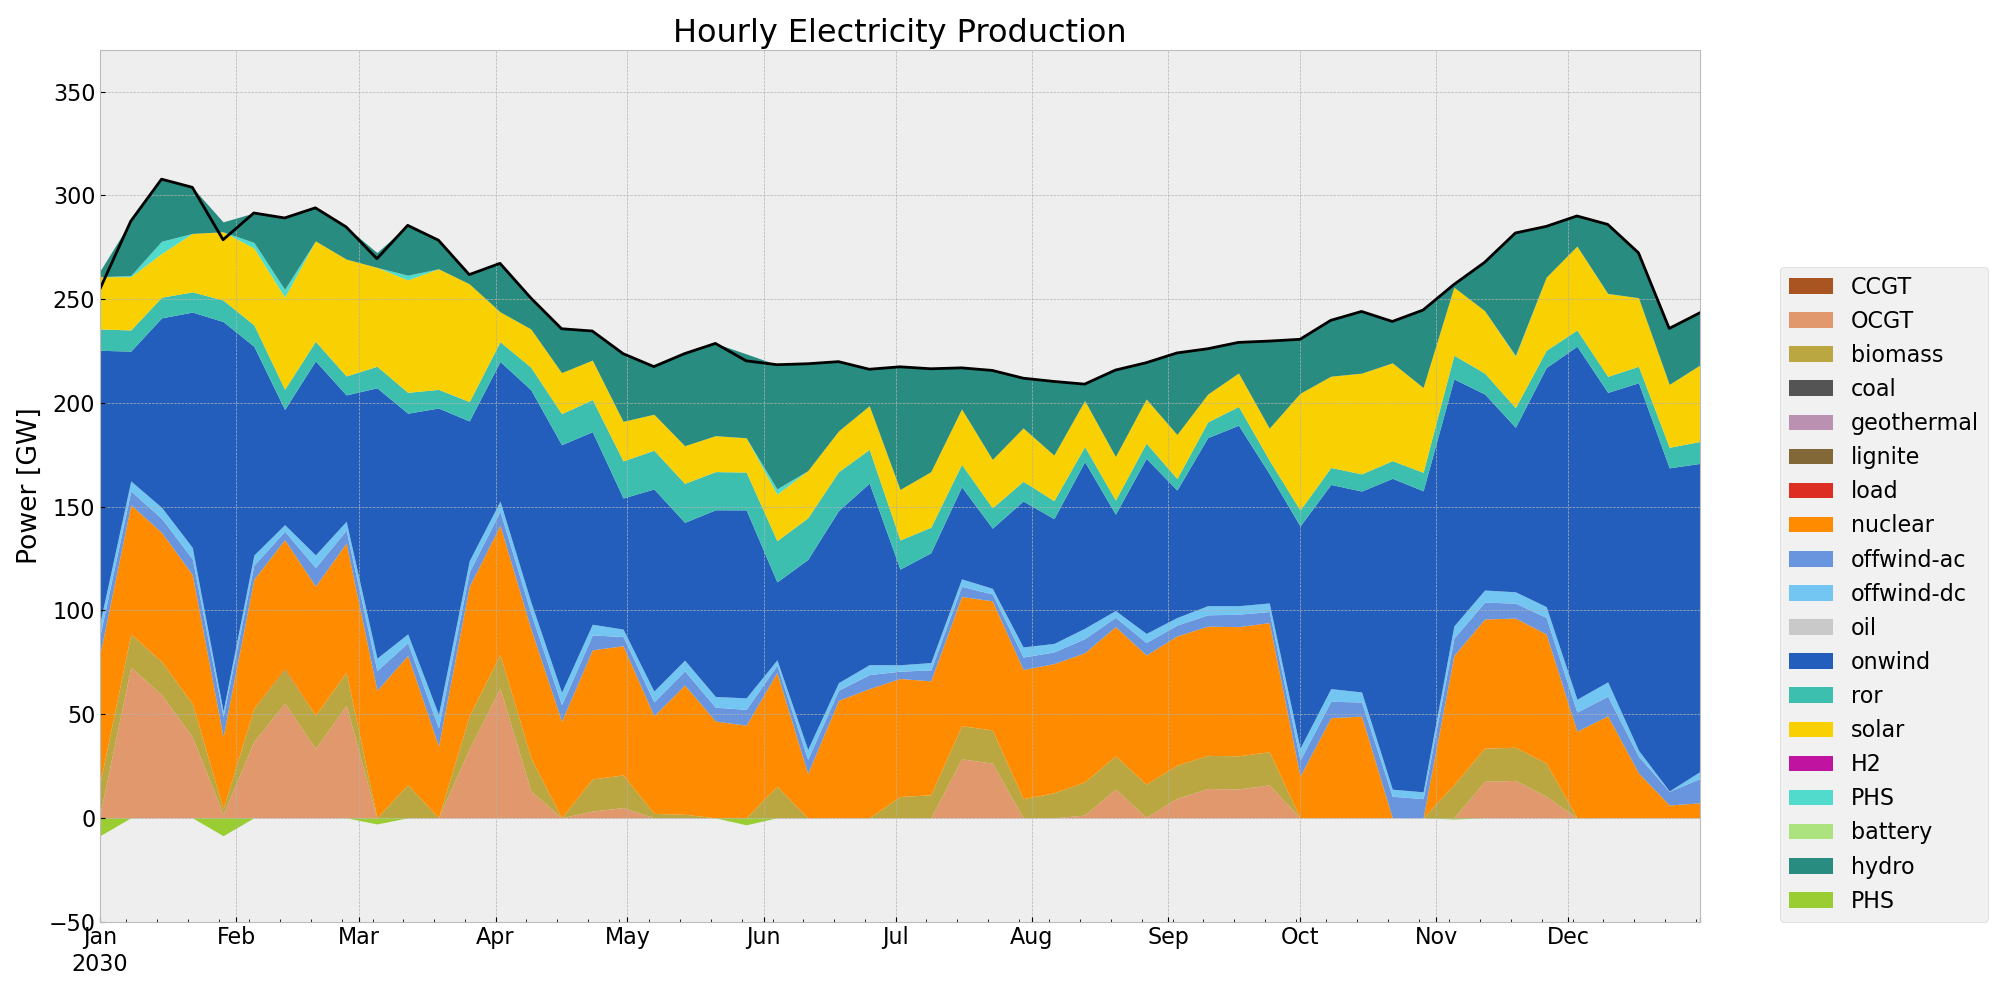 Hourly Electricity Production
Power [GW]
350
300
250
200
150
100
50
0
−50
Jan Feb Mar Apr May Jun Jul Aug Sep Oct Nov Dec
2030
CCGT
OCGT
biomass
coal
geothermal
lignite
load
nuclear
offwind-ac
offwind-dc
oil
onwind
ror
solar
H2
PHS
battery
hydro
PHS